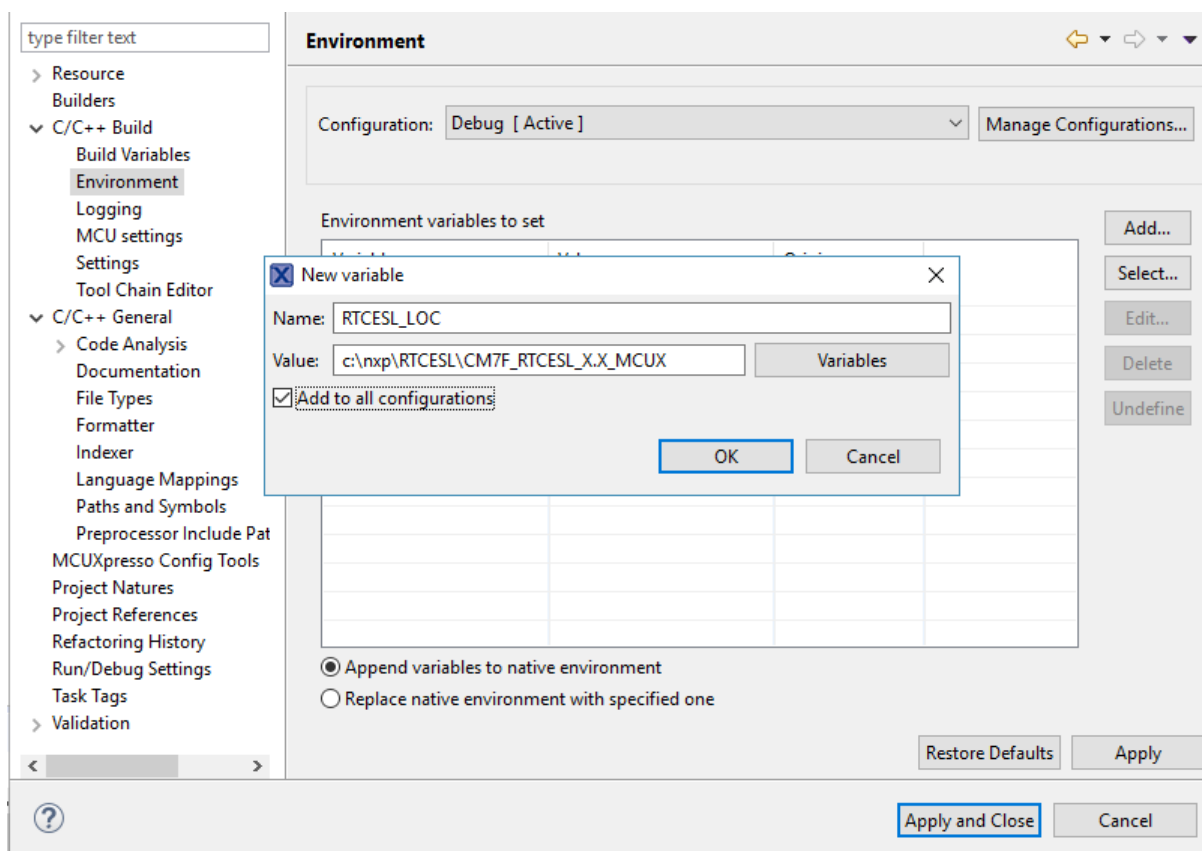 type filter text
Resource
Builders
C/C++ Build
Build Variables
Environment
Logging
MCU settings
Settings
Tool Chain Editor
C/C++ General
Code Analysis
Documentation
File Types
Formatter
Indexer
Language Mappings
Paths and Symbols
Preprocessor Include Pat
MCUXpresso Config Tools
Project Natures
Project References
Refactoring History
Run/Debug Settings
Task Tags
Validation
Environment
Configuration: Debug [ Active ] Manage Configurations...
Environment variables to set
Add...
Select...
Edit...
Delete
Undefine
New variable
Name: RTCESL_LOC
Value: c:\nxp\RTCESL\CM7F_RTCESL_X.X_MCUX Variables
Add to all configurations
OK Cancel
Append variables to native environment
Replace native environment with specified one
Restore Defaults Apply
Apply and Close Cancel